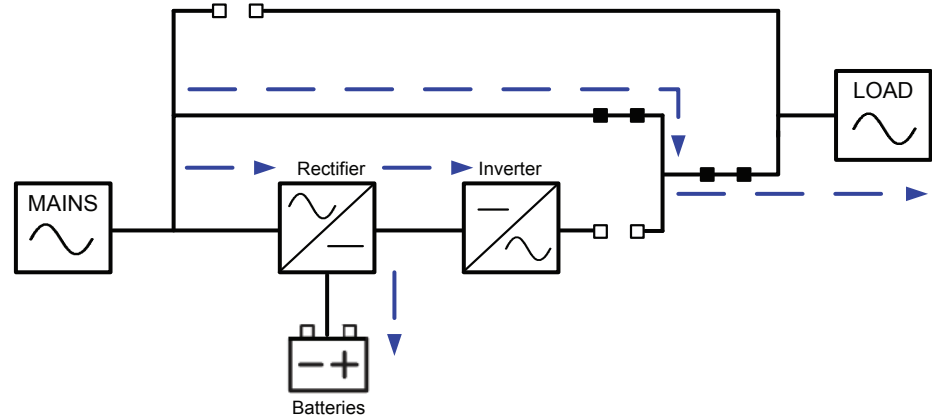 LOAD
Rectifier
Inverter
MAINS
Batteries